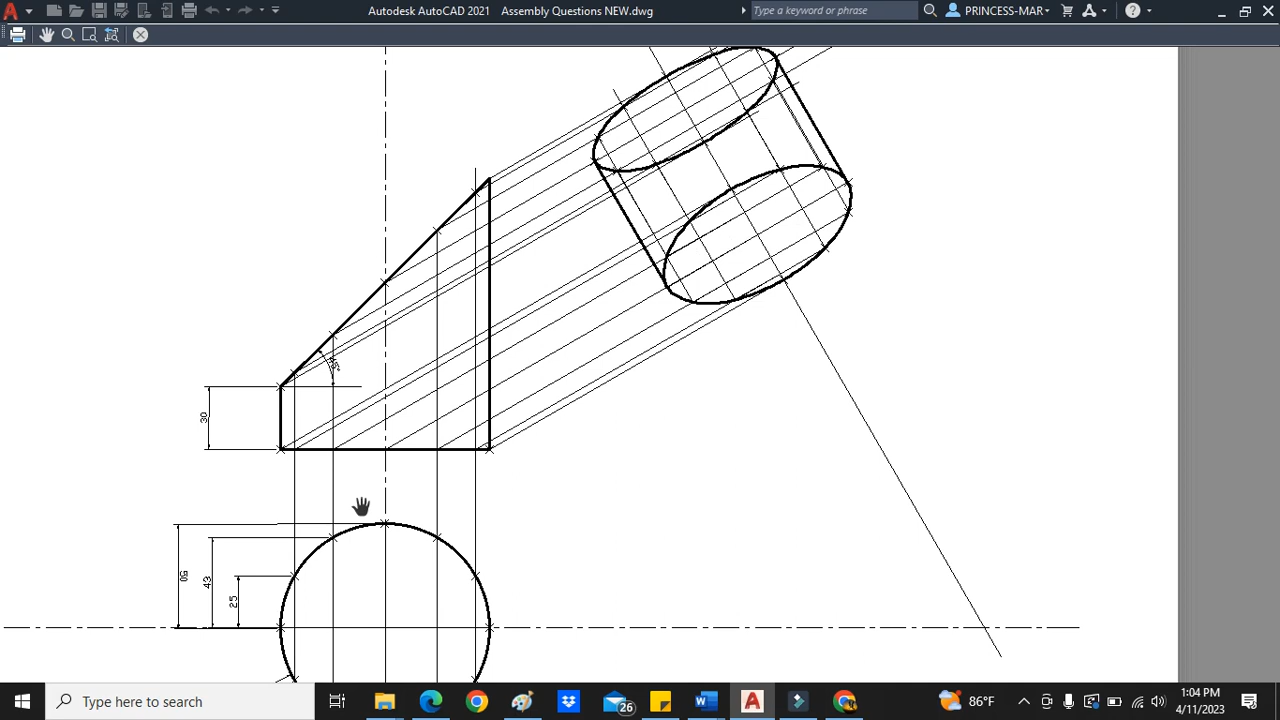 Autodesk AutoCAD 2021 Assembly Questions NEW.dwg
Type a keyword or phrase
PRINCESS-MAR
45°
30
50
43
25
Type here to search
26
86°F
1:04 PM
4/11/2023